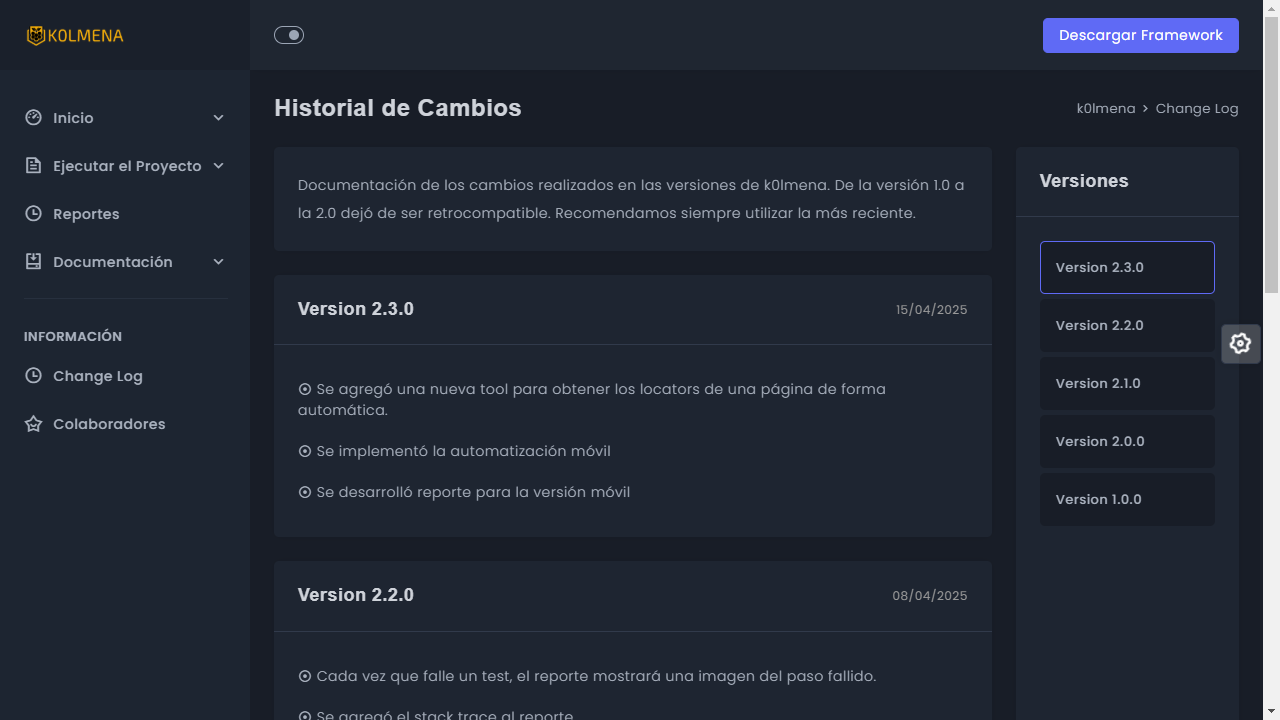 K0LMENA
Descargar Framework
Inicio
Ejecutar el Proyecto
Reportes
Documentación
INFORMACIÓN
Change Log
Colaboradores
Historial de Cambios
k0lmena > Change Log
Documentación de los cambios realizados en las versiones de k0lmena. De la versión 1.0 a
la 2.0 dejó de ser retrocompatible. Recomendamos siempre utilizar la más reciente.
Version 2.3.0
15/04/2025
Se agregó una nueva tool para obtener los locators de una página de forma
automática.
Se implementó la automatización móvil
Se desarrolló reporte para la versión móvil
Version 2.2.0
08/04/2025
Cada vez que falle un test, el reporte mostrará una imagen del paso fallido.
Se agregó el stack trace al reporte
Versiones
Version 2.3.0
Version 2.2.0
Version 2.1.0
Version 2.0.0
Version 1.0.0